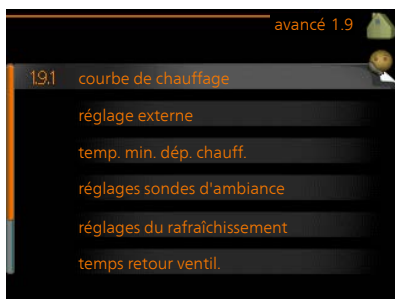 avancé 1.9
1.9.1 courbe de chauffage
réglage externe
temp. min. dép. chauff.
réglages sondes d'ambiance
réglages du rafraîchissement
temps retour ventil.